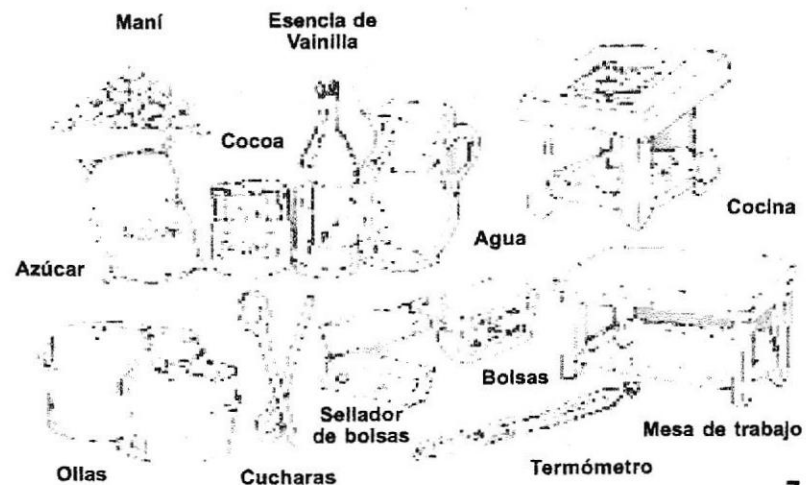 Maní
Esencia de
Vainilla
Cocoa
Cocina
Agua
Azúcar
Bolsas
Sellador
de bolsas
Mesa de trabajo
Termómetro
Ollas
Cucharas